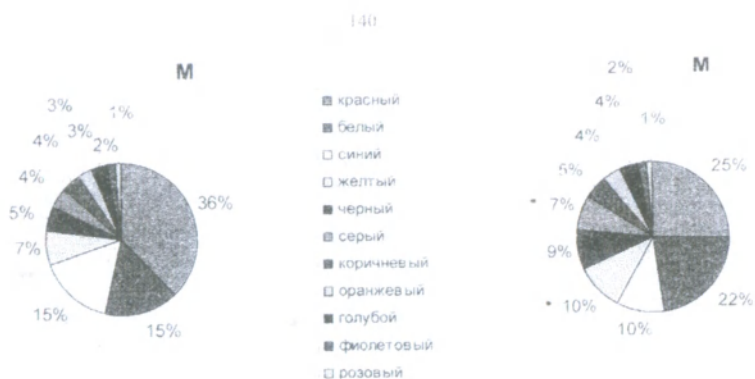 140
М
3%
1%
4%
3%
2%
4%
5%
7%
15%
15%
36%
красный
белый
синий
желтый
черный
серый
коричневый
оранжевый
голубой
фиолетовый
розовый
М
2%
4%
1%
4%
5%
7%
9%
10%
10%
22%
25%